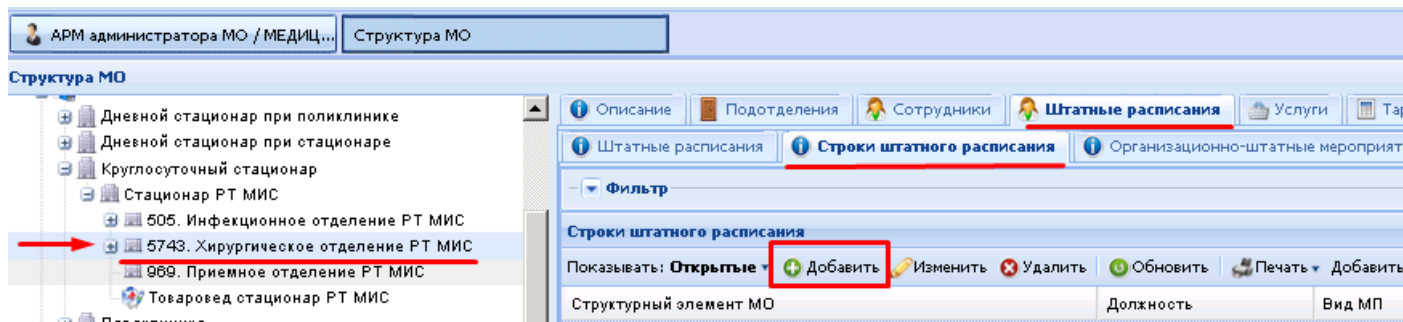 АРМ администратора МО / МЕДИЦ... Структура МО
Структура МО
Дневной стационар при поликлинике
Дневной стационар при стационаре
Круглосуточный стационар
Стационар РТ МИС
505. Инфекционное отделение РТ МИС
5743. Хирургическое отделение РТ МИС
969. Приемное отделение РТ МИС
Товаровед стационар РТ МИС
Описание Подотделения Сотрудники Штатные расписания Услуги Тар
Штатные расписания Строки штатного расписания Организационно-штатные мероприят
Фильтр
Строки штатного расписания
Показывать: Открытые Добавить Изменить Удалить Обновить Печать Добавить
Структурный элемент МО Должность Вид МП